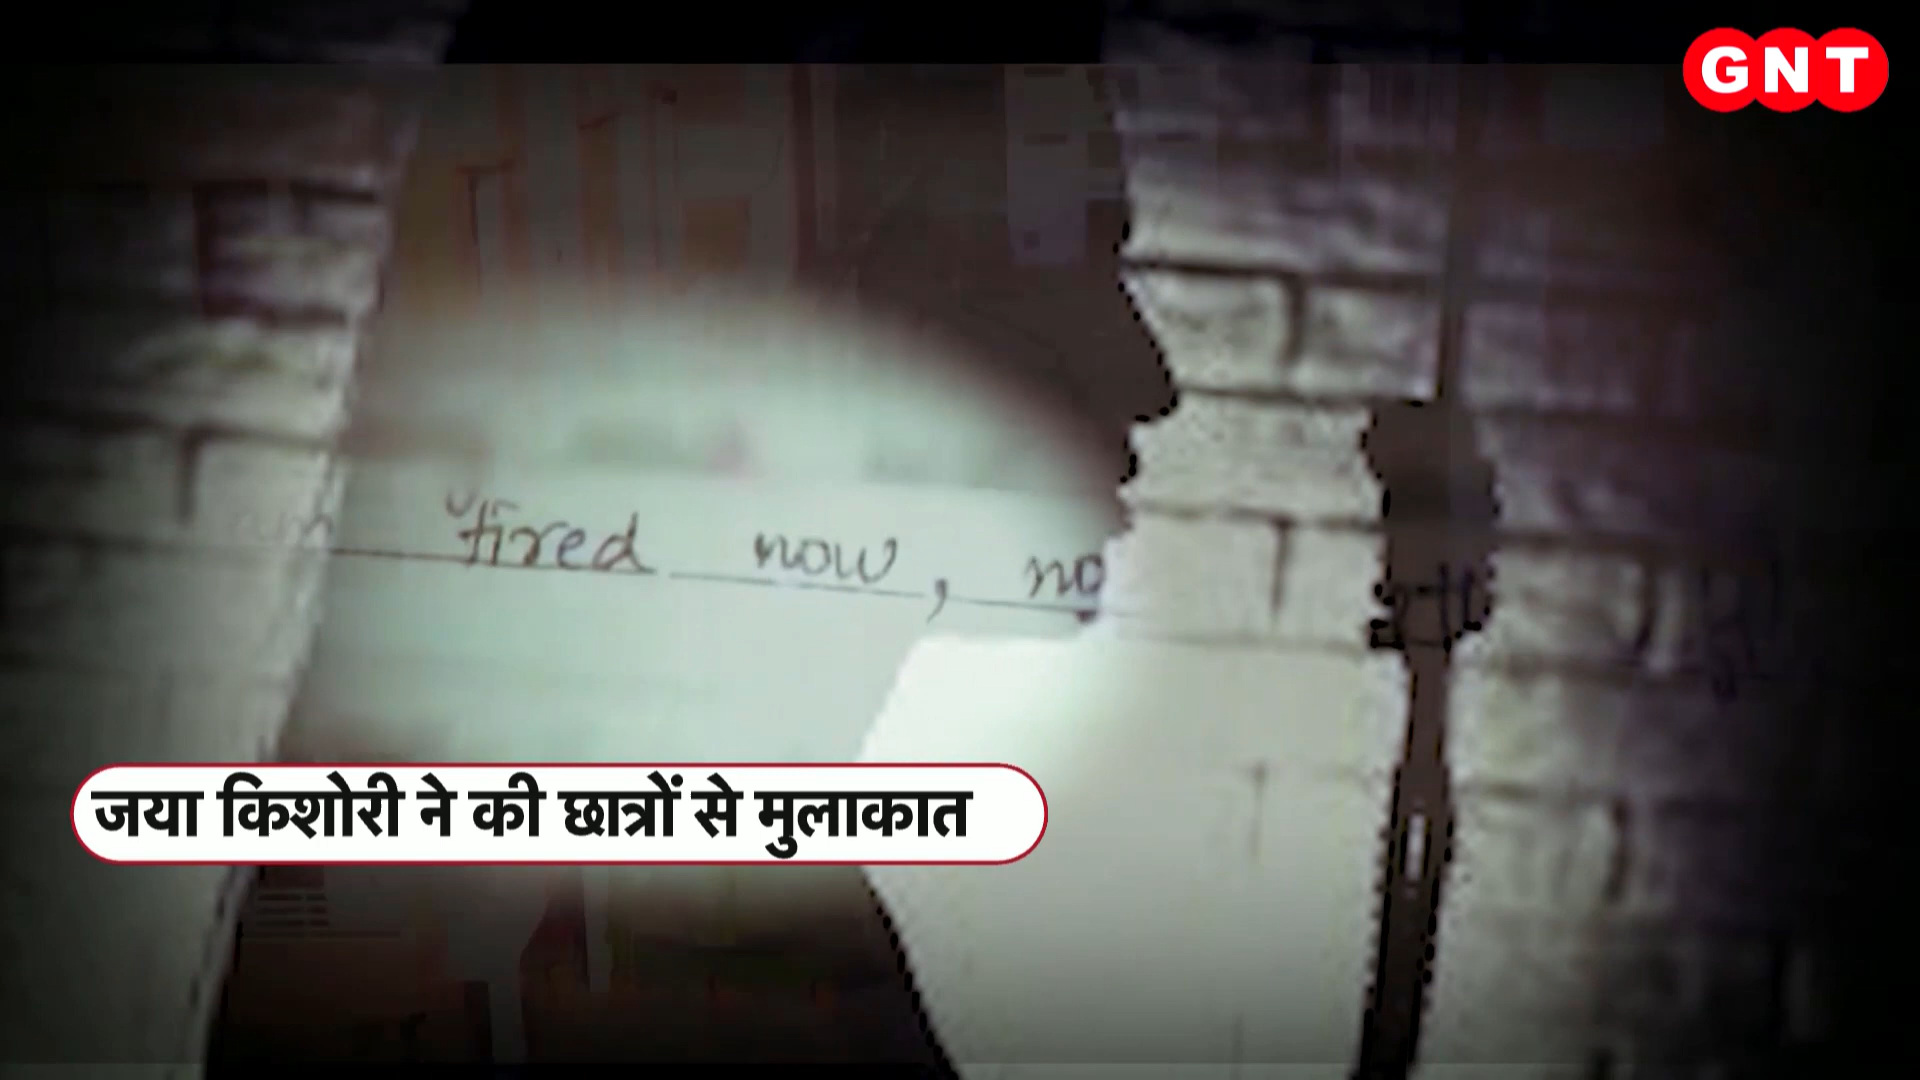 GNT
tired now, no
जया किशोरी ने की छात्रों से मुलाकात